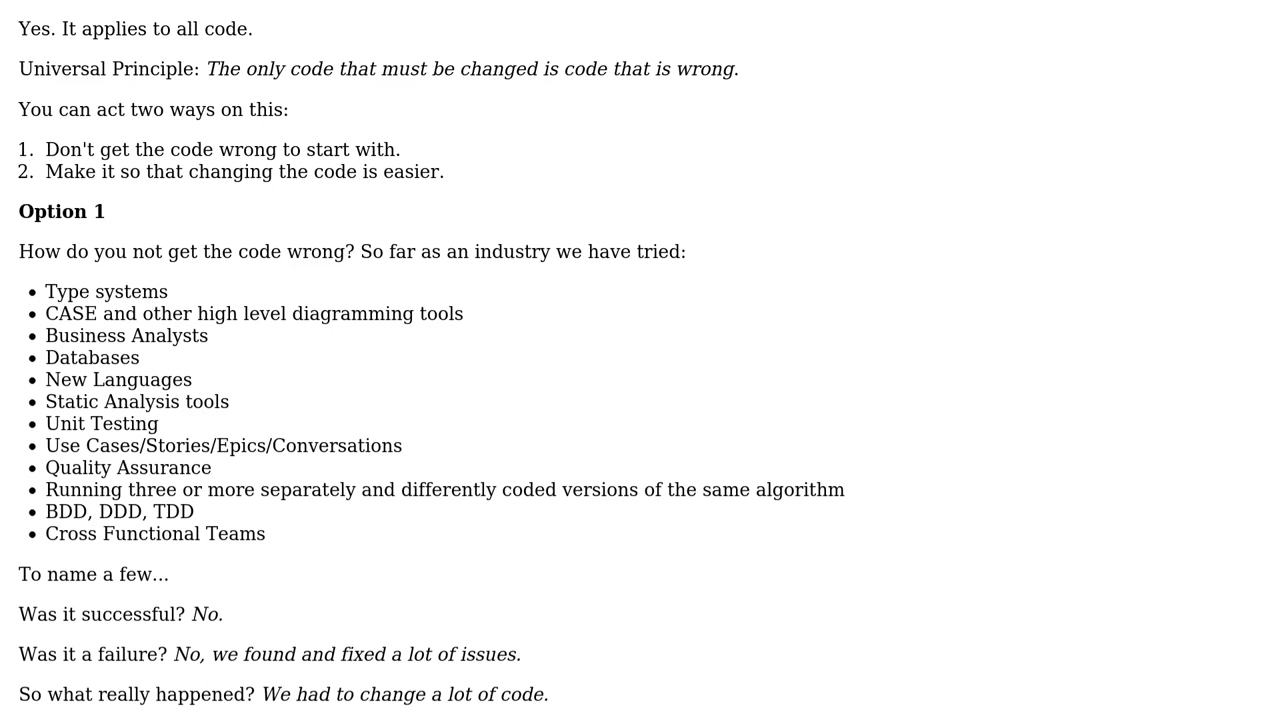 Yes. It applies to all code.
Universal Principle: The only code that must be changed is code that is wrong.
You can act two ways on this:
1. Don't get the code wrong to start with.
2. Make it so that changing the code is easier.
Option 1
How do you not get the code wrong? So far as an industry we have tried:
• Type systems
• CASE and other high level diagramming tools
• Business Analysts
• Databases
• New Languages
• Static Analysis tools
• Unit Testing
• Use Cases/Stories/Epics/Conversations
• Quality Assurance
• Running three or more separately and differently coded versions of the same algorithm
• BDD, DDD, TDD
• Cross Functional Teams
To name a few...
Was it successful? No.
Was it a failure? No, we found and fixed a lot of issues.
So what really happened? We had to change a lot of code.